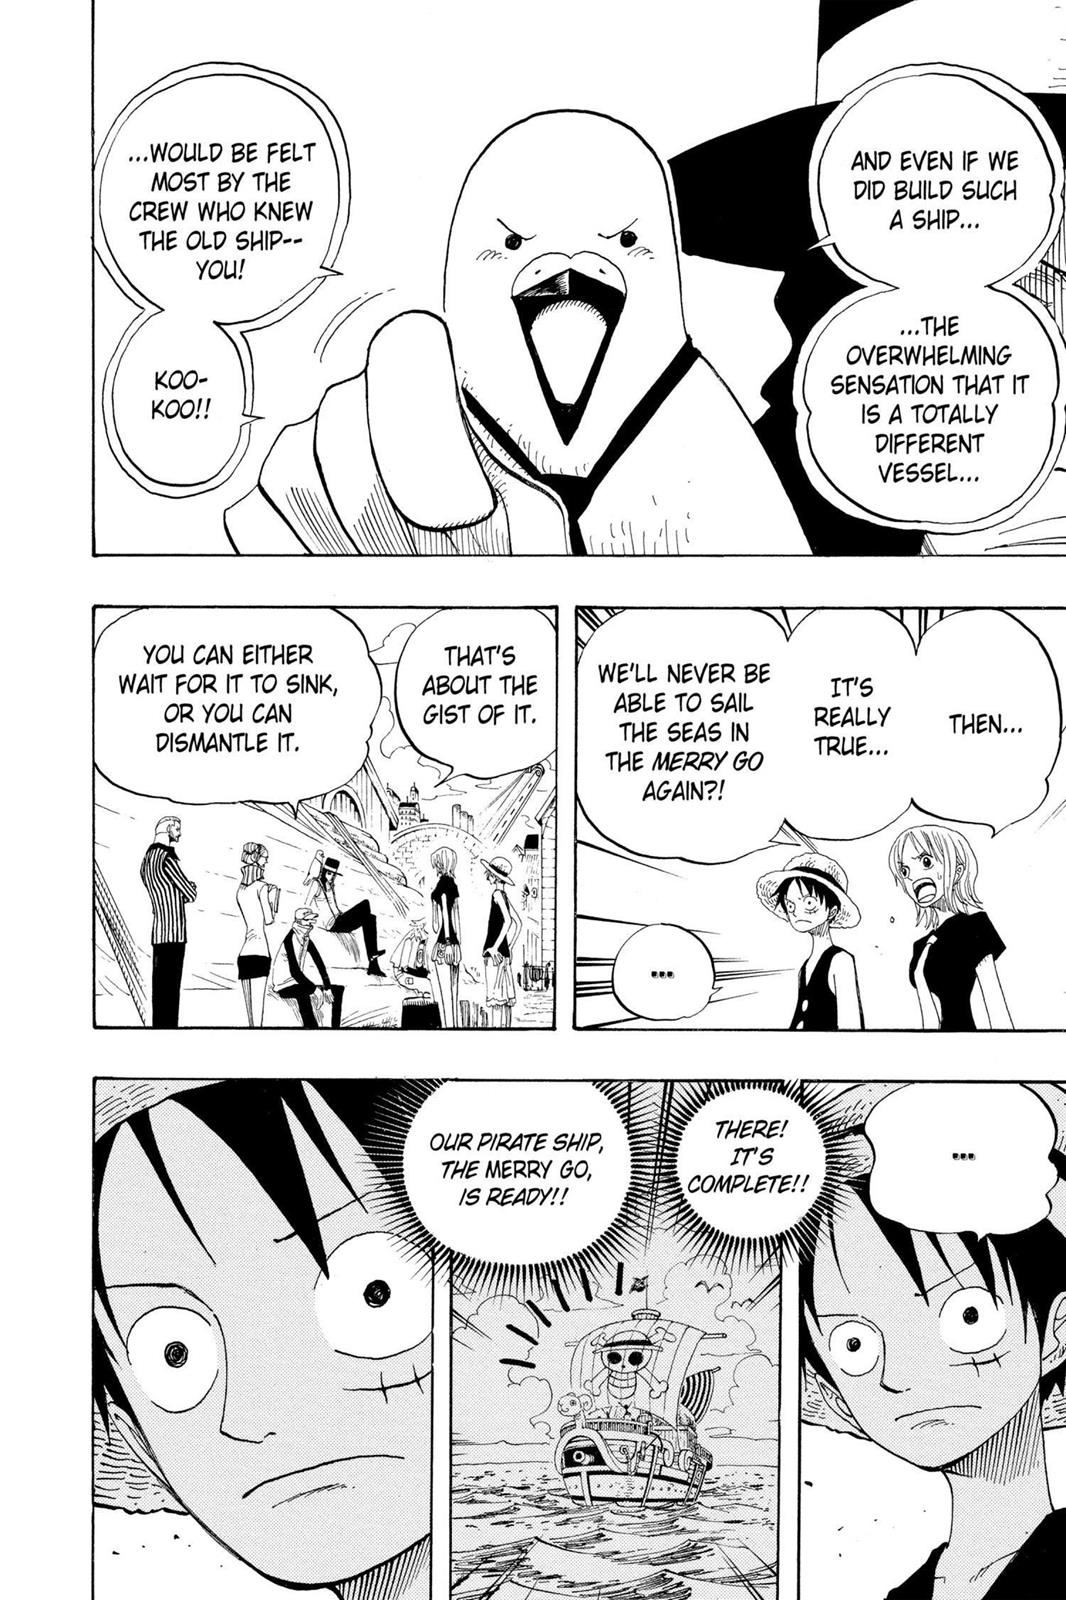 AND EVEN IF WE
DID BUILD SUCH
A SHIP...
...THE
OVERWHELMING
SENSATION THAT IT
IS A TOTALLY
DIFFERENT
VESSEL...
...WOULD BE FELT
MOST BY THE
CREW WHO KNEW
THE OLD SHIP--
YOU!
KOO-
KOO!!
THEN...
IT'S
REALLY
TRUE...
WE'LL NEVER BE
ABLE TO SAIL
THE SEAS IN
THE MERRY GO
AGAIN?!
...
THAT'S
ABOUT THE
GIST OF IT.
YOU CAN EITHER
WAIT FOR IT TO SINK,
OR YOU CAN
DISMANTLE IT.
...
THERE!
IT'S
COMPLETE!!
OUR PIRATE SHIP,
THE MERRY GO,
IS READY!!